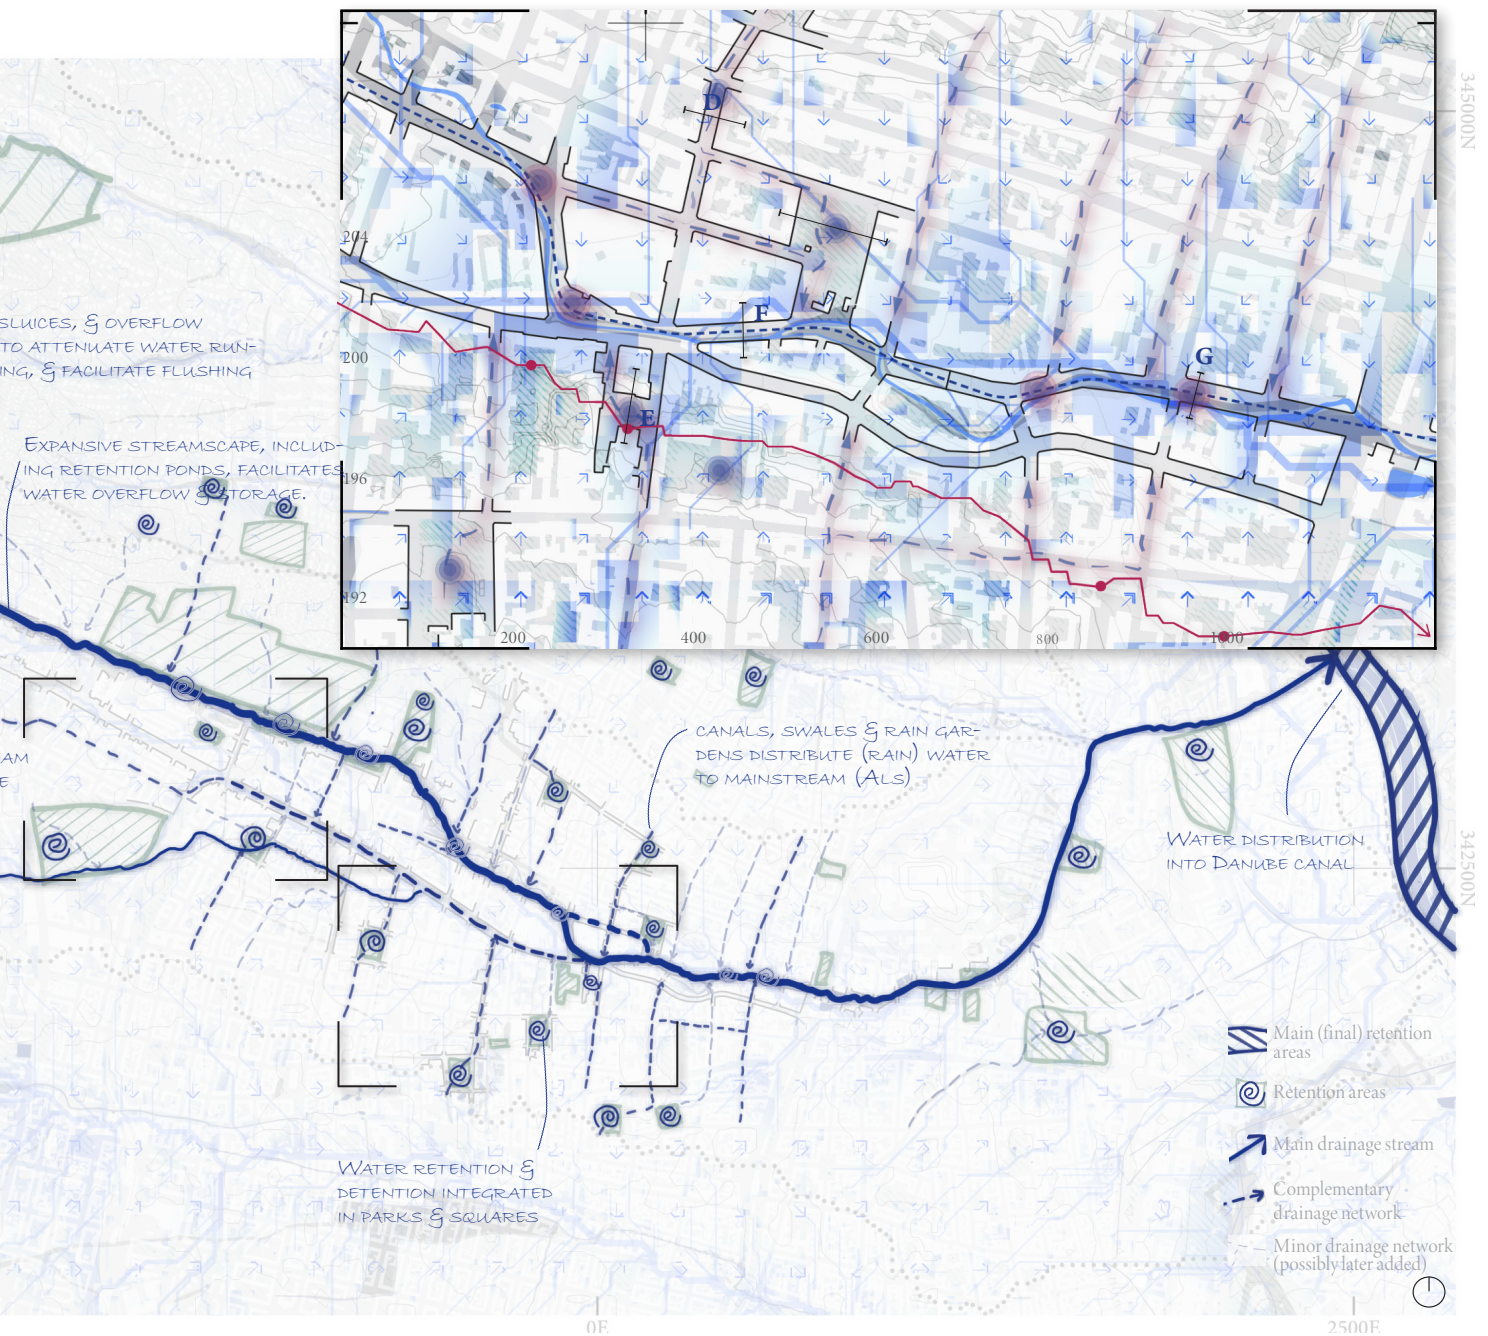 D
34500N
204
SLUICES, & OVERFLOW
TO ATTENUATE WATER RUN-
NG, & FACILITATE FLUSHING
F
200
G
E
EXPANSIVE STREAMSCAPE, INCLUD-
ING RETENTION PONDS, FACILITATES
WATER OVERFLOW & STORAGE.
196
192
200
400
600
800
1000
CANALS, SWALES & RAIN GAR-
DENS DISTRIBUTE (RAIN) WATER
TO MAINSTREAM (ALS)
AM
E
WATER DISTRIBUTION
INTO DANUBE CANAL
342500N
Main (final) retention
areas
Retention areas
Main drainage stream
Complementary
drainage network
Minor drainage network
(possibly later added)
WATER RETENTION &
DETENTION INTEGRATED
IN PARKS & SQUARES
0E
2500E